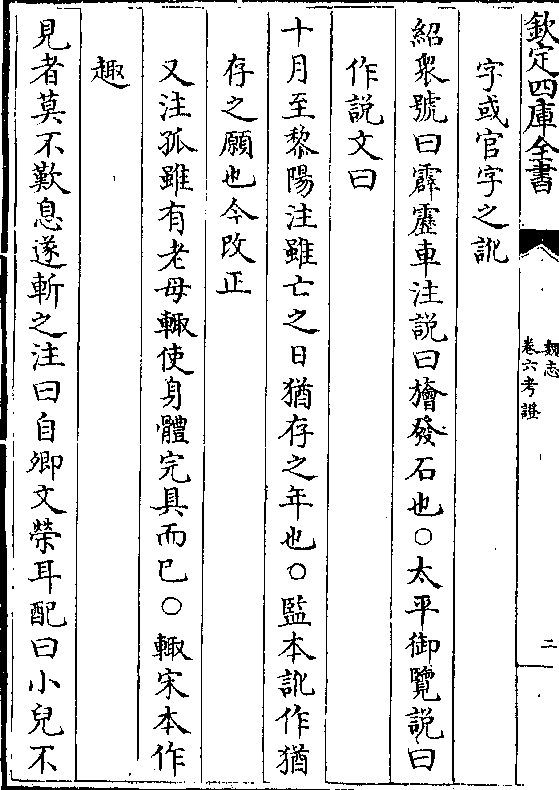 欽定四庫全書
魏志
卷六考證
二
字或官字之訛
紹衆號曰霹靂車注說曰旝發石也○太平御覽說曰
作說文曰
十月至黎陽注雖亡之日猶存之年也○監本訛作猶
存之願也今改正
又注孤雖有老母輙使身體完具而已○輙宋本作
趣
見者莫不歎息遂斬之注曰自卿文榮耳配曰小兒不